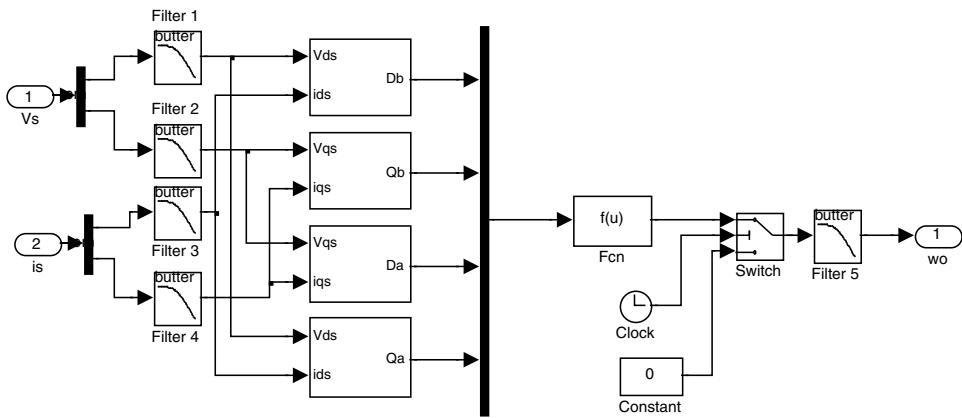 Filter 1
butter
Vds
Db
ids
1
Vs
Filter 2
butter
Vqs
Qb
iqs
butter
Filter 3
2
is
Vqs
Da
iqs
butter
Filter 4
Vds
Qa
ids
f(u)
Fcn
Switch
butter
Filter 5
1
wo
Clock
0
Constant